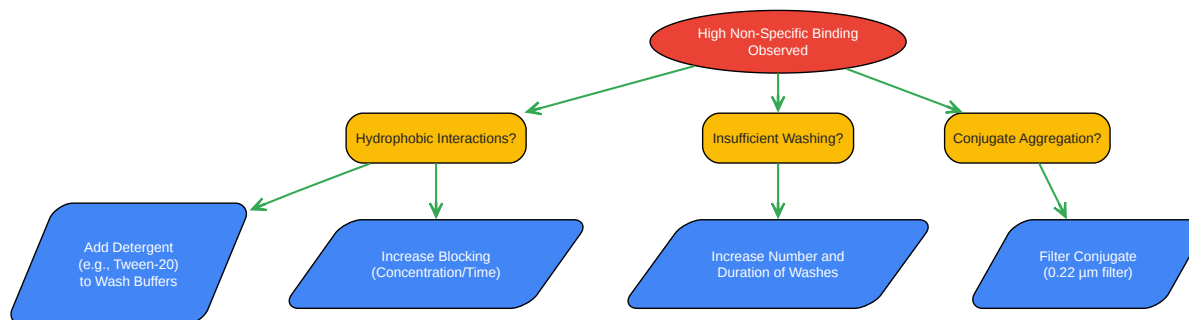 High Non-Specific Binding
Observed
Hydrophobic Interactions?
Insufficient Washing?
Conjugate Aggregation?
Add Detergent
(e.g., Tween-20)
to Wash Buffers
Increase Blocking
(Concentration/Time)
Increase Number and
Duration of Washes
Filter Conjugate
(0.22 µm filter)